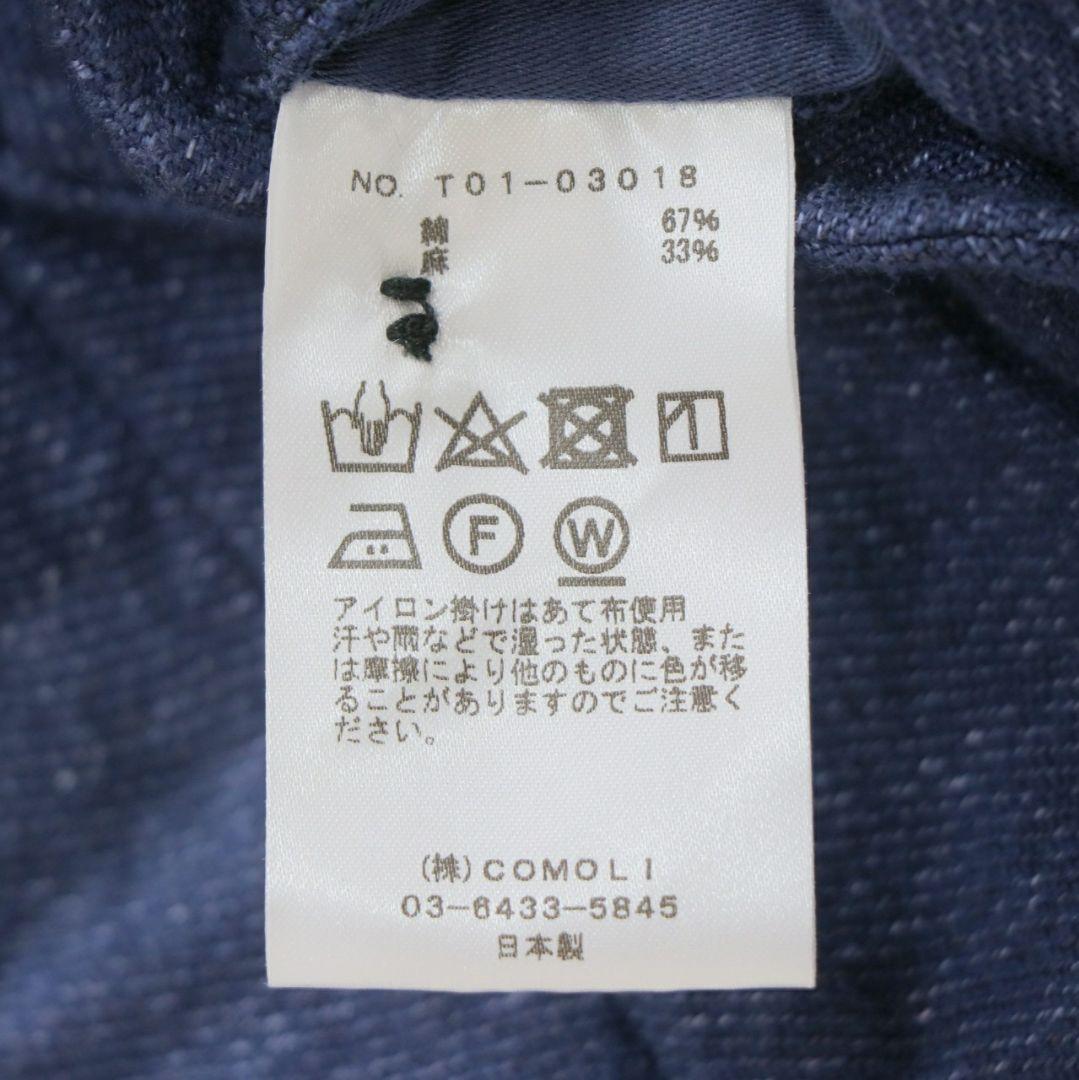 NO. T01-03018
綿 67%
麻 33%
F W
アイロン掛けはあて布使用
汗や雨などで湿った状態、また
は摩擦により他のものに色が移
ることがありますのでご注意く
ださい。
(株)COMOLI
03-6433-5845
日本製